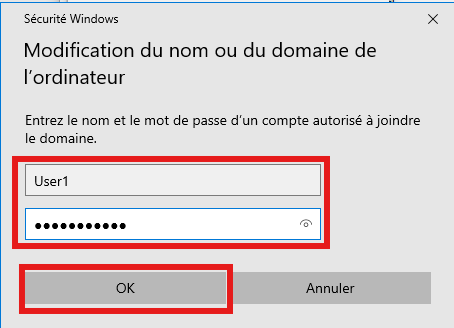 Sécurité Windows
Modification du nom ou du domaine de
l’ordinateur
Entrez le nom et le mot de passe d’un compte autorisé à joindre
le domaine.
User1
●●●●●●●●●●●
OK
Annuler